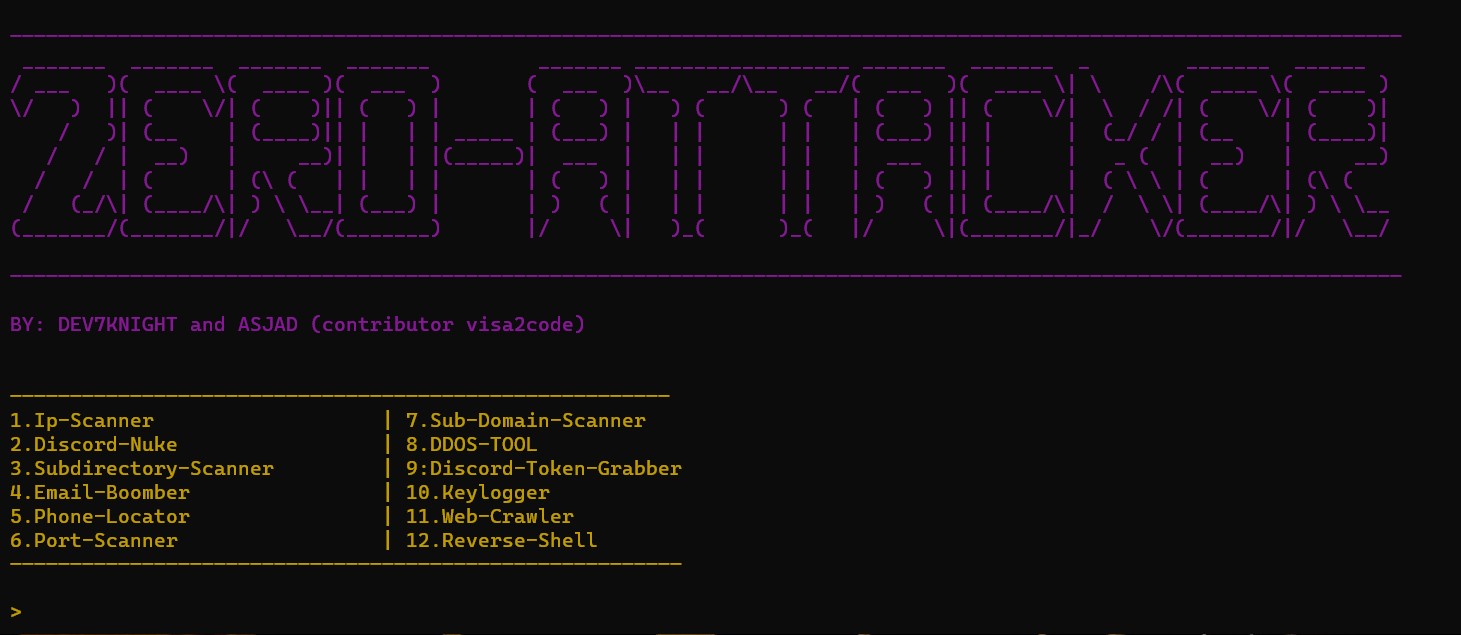 ZERO-ATTACKER
BY: DEV7KNIGHT and ASJAD (contributor visa2code)
1.Ip-Scanner | 7.Sub-Domain-Scanner
2.Discord-Nuke | 8.DDOS-TOOL
3.Subdirectory-Scanner | 9:Discord-Token-Grabber
4.Email-Boomber | 10.Keylogger
5.Phone-Locator | 11.Web-Crawler
6.Port-Scanner | 12.Reverse-Shell
>